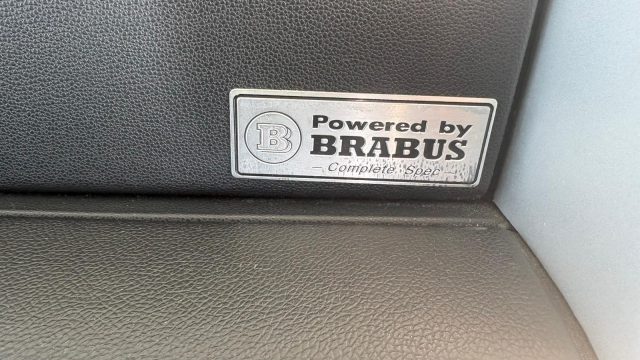 B
Powered by
BRABUS
– Complete Spec